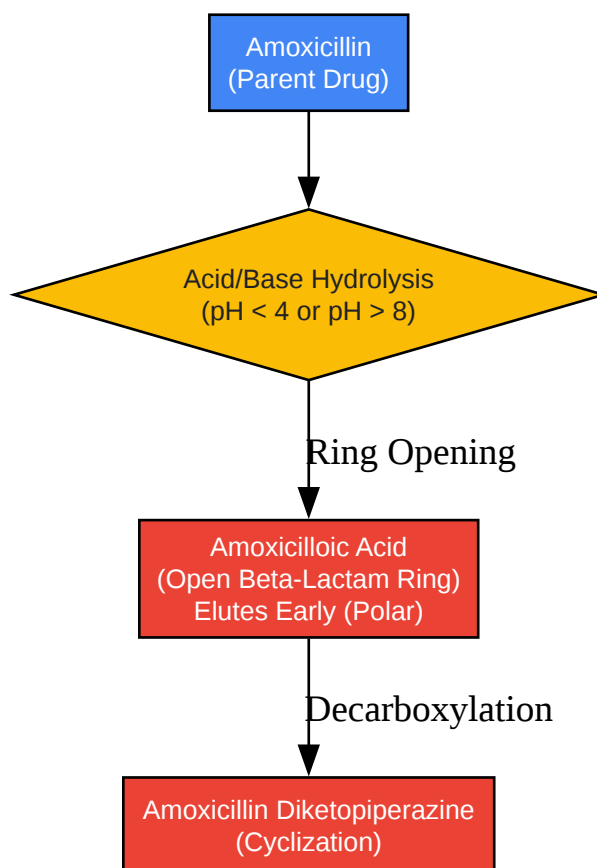 Amoxicillin
(Parent Drug)
Acid/Base Hydrolysis
(pH < 4 or pH > 8)
Ring Opening
Amoxicilloic Acid
(Open Beta-Lactam Ring)
Elutes Early (Polar)
Decarboxylation
Amoxicillin Diketopiperazine
(Cyclization)